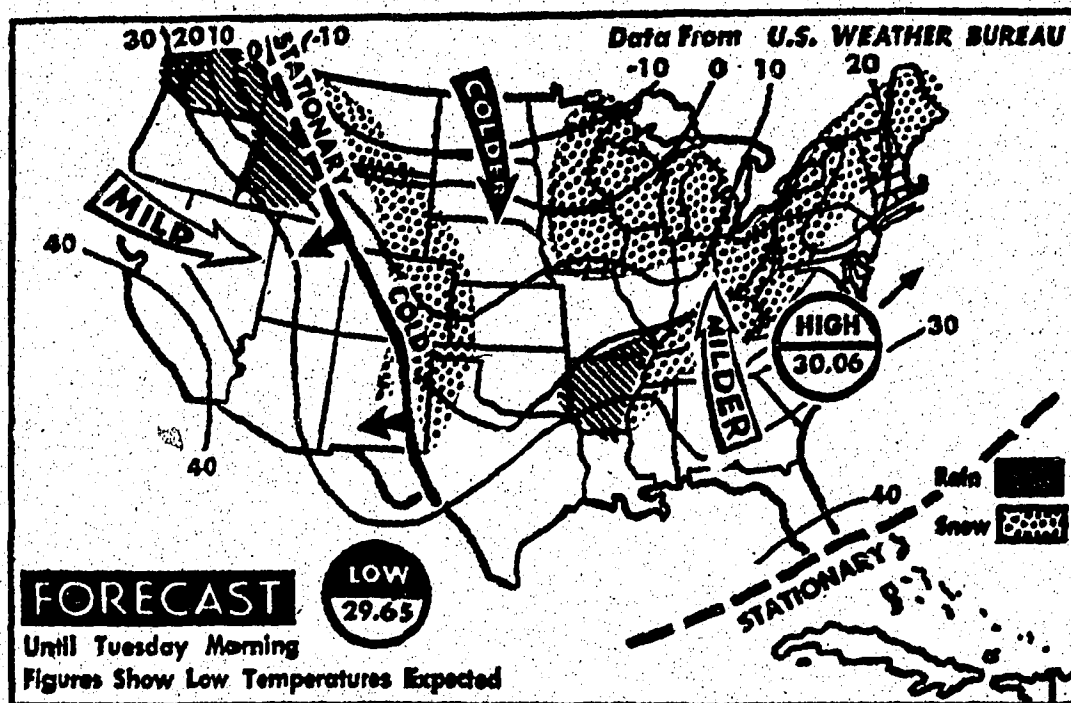 30 20 10 0 -10
STATIONARY
Data From U.S. WEATHER BUREAU
-10 0 10 20
COLDER
MILD
40
COLD
MILDER
HIGH
30.06
30
40
40
Rain
Snow
STATIONARY
LOW
29.65
FORECAST
Until Tuesday Morning
Figures Show Low Temperatures Expected